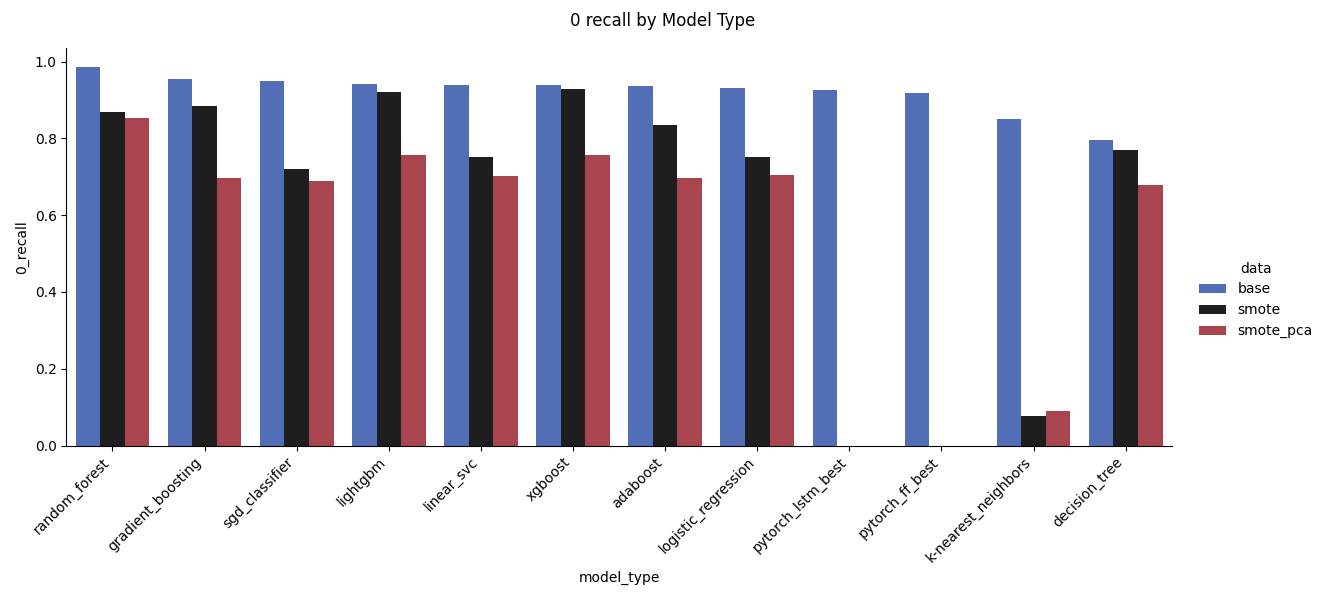 0 recall by Model Type
1.0
0.8
0.6
0.4
0.2
0.0
0_recall
random_forest
gradient_boosting
sgd_classifier
lightgbm
linear_svc
xgboost
adaboost
logistic_regression
pytorch_lstm_best
pytorch_ff_best
k-nearest_neighbors
decision_tree
model_type
data
base
smote
smote_pca